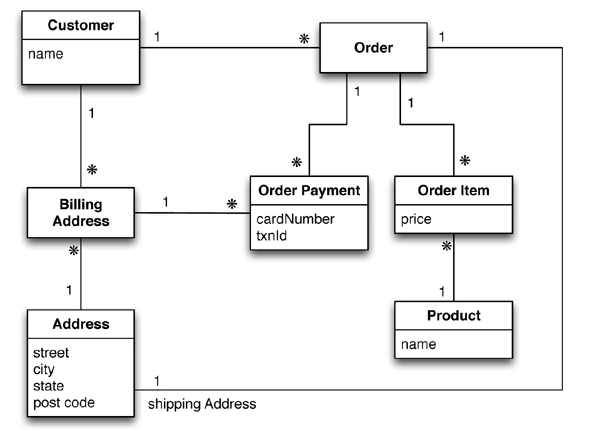 Customer
name
1
*
Order
1
1
1
1
*
*
*
Billing
Address
1
*
Order Payment
cardNumber
txnId
Order Item
price
*
1
*
1
Address
street
city
state
post code
Product
name
1
shipping Address